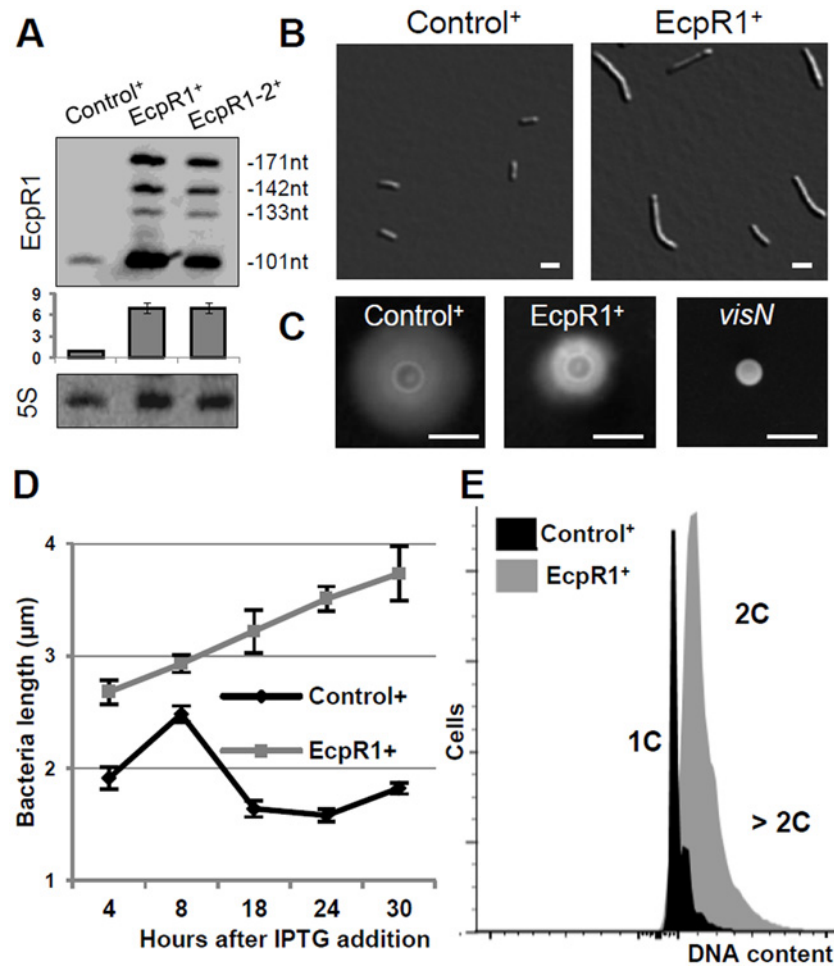 A
Control+
EcpR1+
EcpR1-2+
EcpR1
-171nt
-142nt
-133nt
-101nt
9
6
3
0
5S
B
Control+
EcpR1+
C
Control+
EcpR1+
visN
D
Bacteria length (µm)
4
3
2
1
Control+
EcpR1+
4 8 18 24 30
Hours after IPTG addition
E
Control+
EcpR1+
Cells
1C
2C
> 2C
DNA content